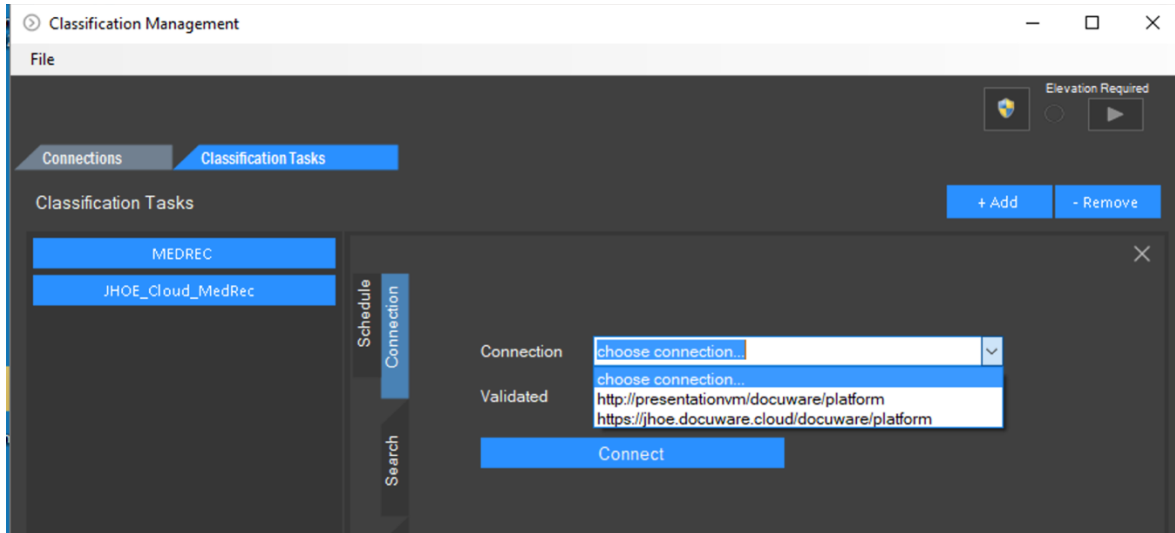 Classification Management
File
Elevation Required
Connections
Classification Tasks
Classification Tasks
+ Add
- Remove
MEDREC
JHOE_Cloud_MedRec
Schedule
Connection
Search
Connection
choose connection...
choose connection...
http://presentationvm/docuware/platform
https://jhoe.docuware.cloud/docuware/platform
Validated
Connect